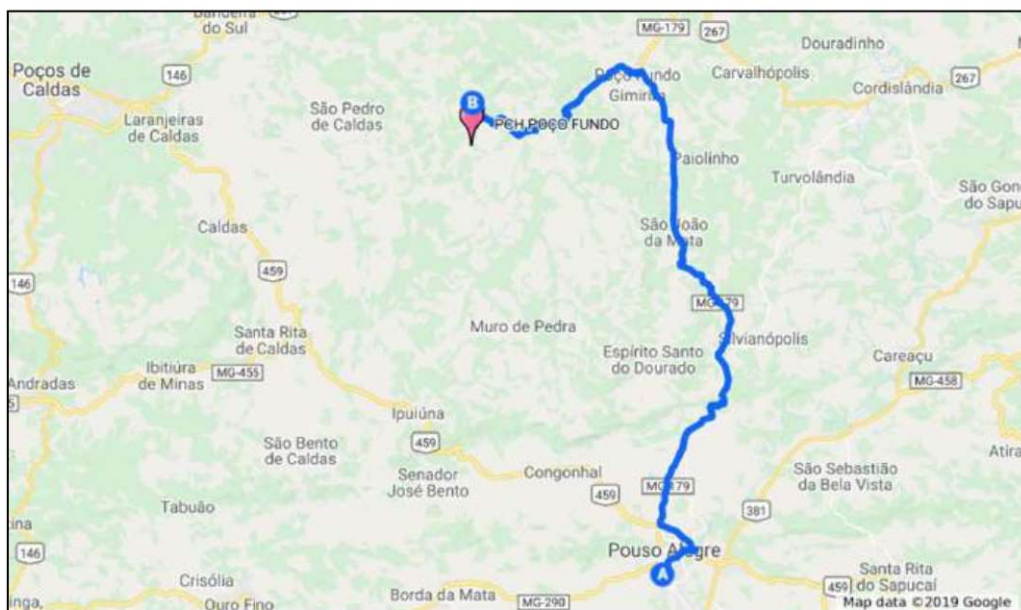 Bandeira
do Sul
MG-179
267
Douradinho
Poços de
Caldas
146
Carvalhópolis
267
Cordislândia
Poço Fundo
Gimirim
São Pedro
de Caldas
B
Laranjeiras
de Caldas
PCH POÇO FUNDO
Paiolinho
Turvolândia
São Gon
do Sapu
Caldas
São João
da Mata
459
146
MG-179
Muro de Pedra
Silvianópolis
Santa Rita
de Caldas
Espírito Santo
do Dourado
Careaçu
Ibitiúra
de Minas
MG-455
Andradas
MG-458
Ipuiúna
São Bento
de Caldas
459
Atira
Senador
José Bento
Congonhal
São Sebastião
da Bela Vista
MG-179
459
Tabuão
381
146
Pouso Alegre
A
Crisólia
Borda da Mata
Santa Rita
do Sapucaí
459
MG-290
Ouro Fino
inga,
Map data ©2019 Google